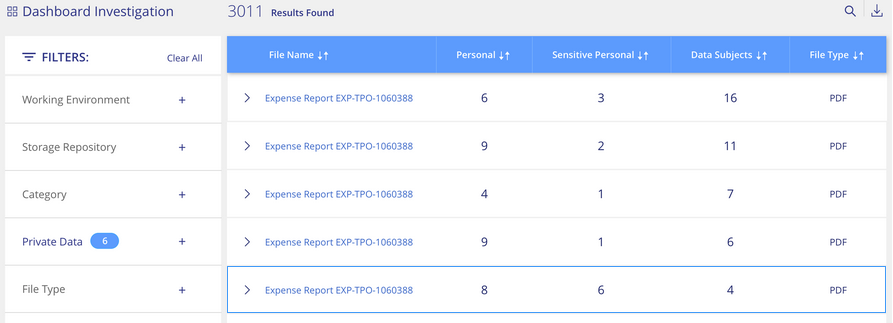 Dashboard Investigation
3011 Results Found
FILTERS: Clear All
Working Environment +
Storage Repository +
Category +
Private Data 6 +
File Type +
File Name Personal Sensitive Personal Data Subjects File Type
Expense Report EXP-TPO-1060388 6 3 16 PDF
Expense Report EXP-TPO-1060388 9 2 11 PDF
Expense Report EXP-TPO-1060388 4 1 7 PDF
Expense Report EXP-TPO-1060388 9 1 6 PDF
Expense Report EXP-TPO-1060388 8 6 4 PDF